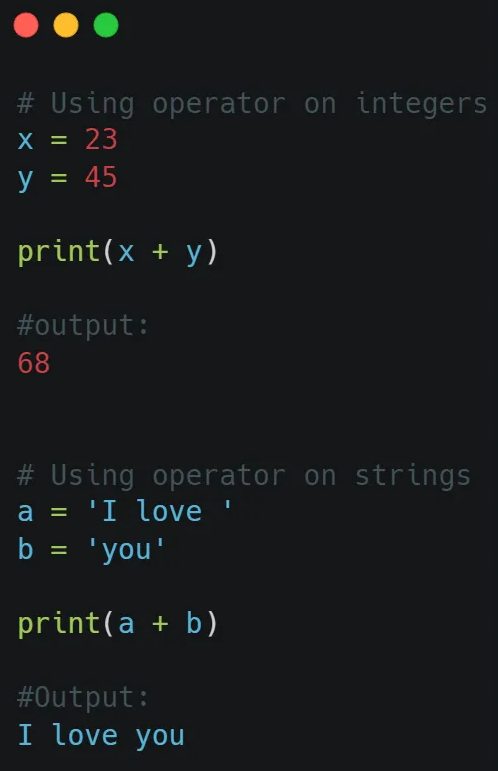 # Using operator on integers
x = 23
y = 45
print(x + y)
#output:
68
# Using operator on strings
a = 'I love '
b = 'you'
print(a + b)
#Output:
I love you